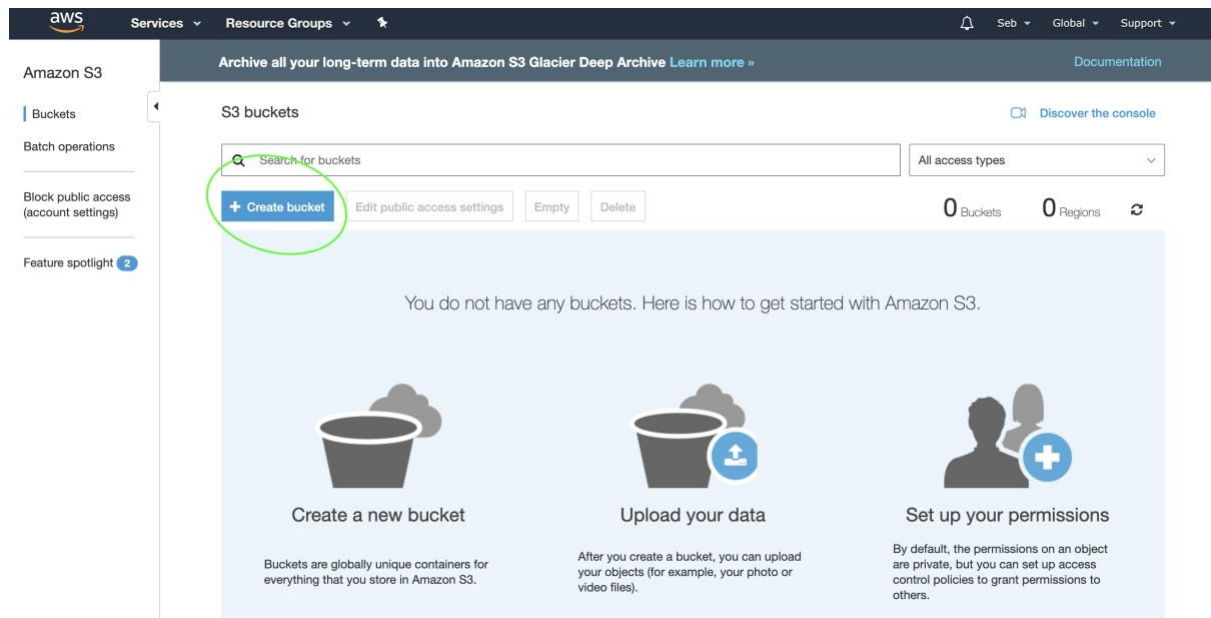 aws Services Resource Groups Seb Global Support
Amazon S3
Archive all your long-term data into Amazon S3 Glacier Deep Archive Learn more » Documentation
Buckets
Batch operations
Block public access
(account settings)
Feature spotlight 2
S3 buckets Discover the console
Search for buckets All access types
+ Create bucket Edit public access settings Empty Delete 0 Buckets 0 Regions
You do not have any buckets. Here is how to get started with Amazon S3.
Create a new bucket
Buckets are globally unique containers for
everything that you store in Amazon S3.
Upload your data
After you create a bucket, you can upload
your objects (for example, your photo or
video files).
Set up your permissions
By default, the permissions on an object
are private, but you can set up access
control policies to grant permissions to
others.